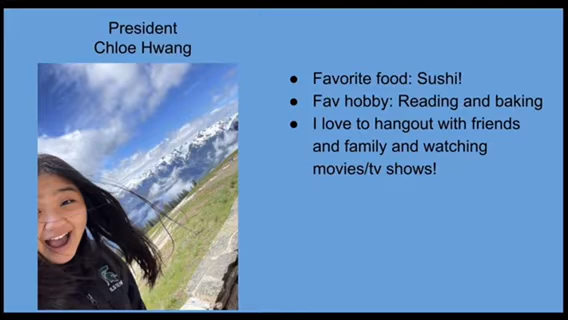 President
Chloe Hwang
● Favorite food: Sushi!
● Fav hobby: Reading and baking
● I love to hangout with friends
and family and watching
movies/tv shows!